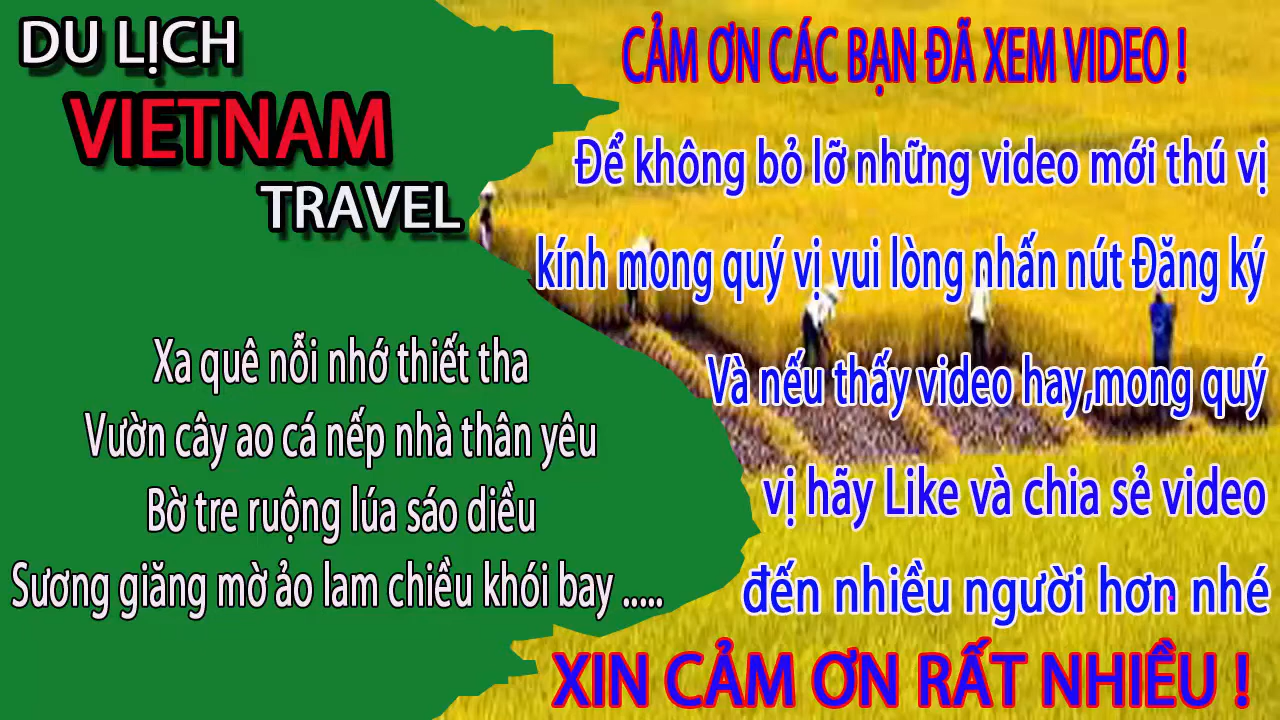 DU LỊCH
VIETNAM
TRAVEL
Xa quê nỗi nhớ thiết tha
Vườn cây ao cá nếp nhà thân yêu
Bờ tre ruộng lúa sáo diều
Sương giăng mờ ảo lam chiều khói bay .....
CẢM ƠN CÁC BẠN ĐÃ XEM VIDEO !
Để không bỏ lỡ những video mới thú vị
kính mong quý vị vui lòng nhấn nút Đăng ký
Và nếu thấy video hay,mong quý
vị hãy Like và chia sẻ video
đến nhiều người hơn nhé
XIN CẢM ƠN RẤT NHIỀU !